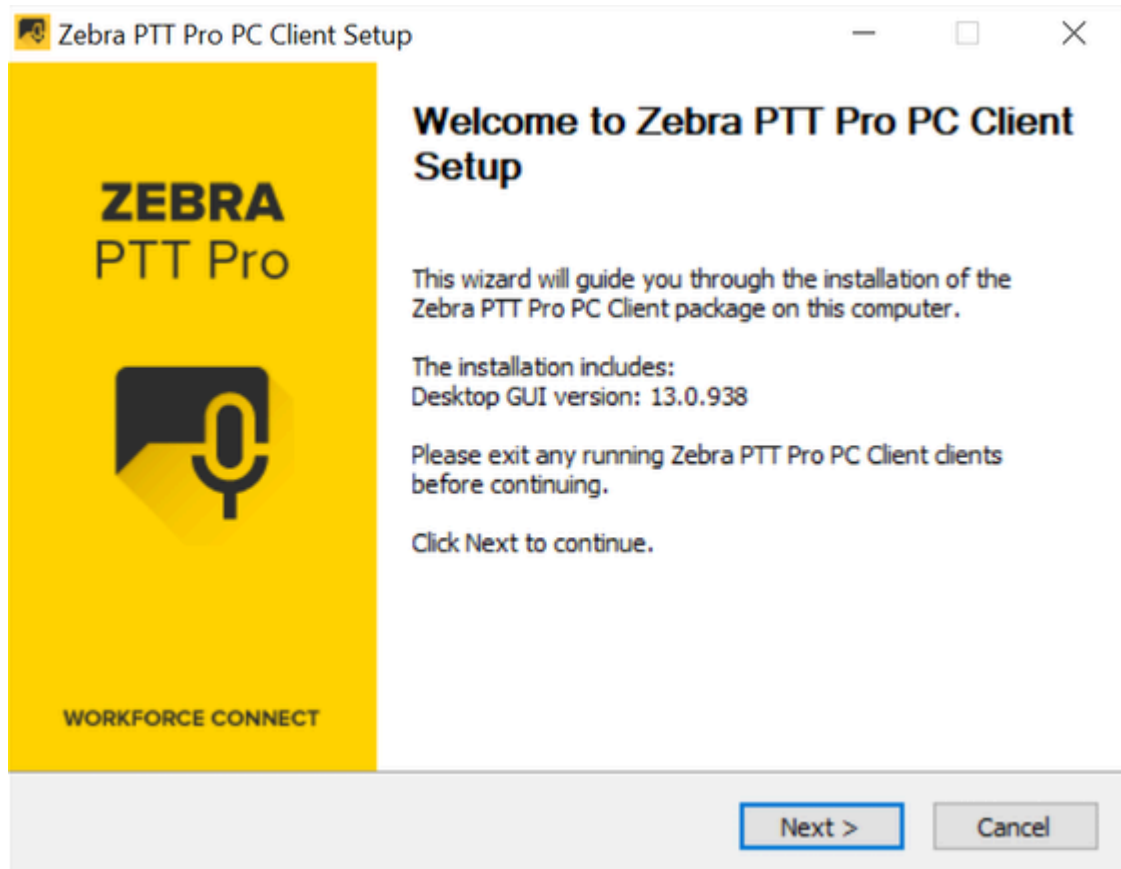 Zebra PTT Pro PC Client Setup
ZEBRA
PTT Pro
WORKFORCE CONNECT
Welcome to Zebra PTT Pro PC Client
Setup
This wizard will guide you through the installation of the
Zebra PTT Pro PC Client package on this computer.
The installation includes:
Desktop GUI version: 13.0.938
Please exit any running Zebra PTT Pro PC Client clients
before continuing.
Click Next to continue.
Next >
Cancel